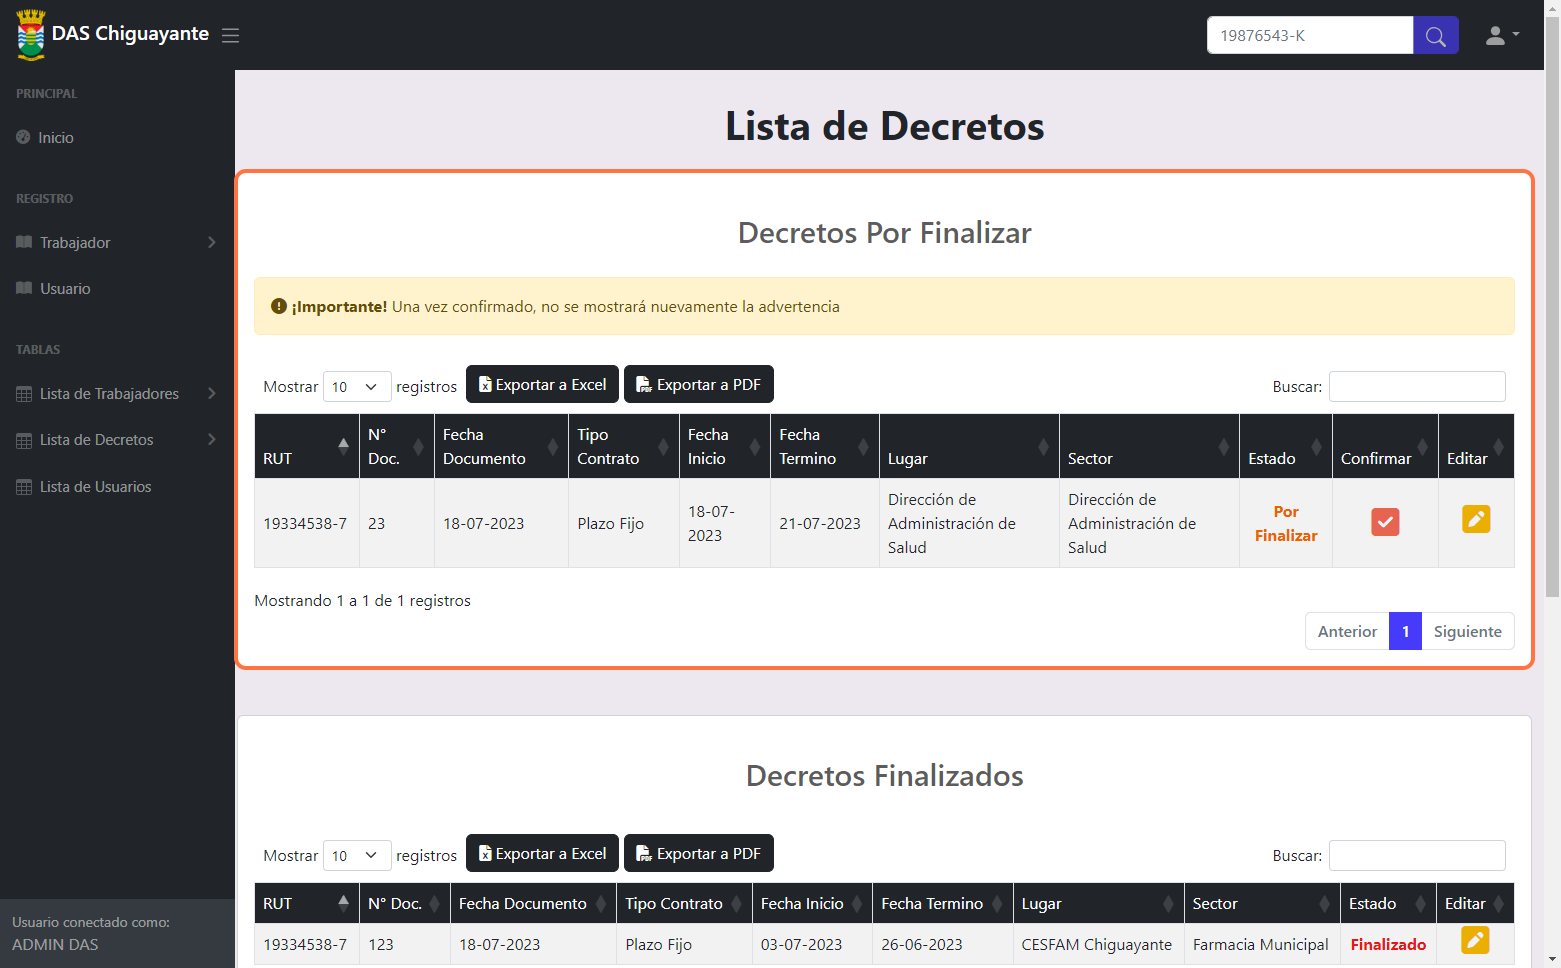 DAS Chiguayante
19876543-K
PRINCIPAL
Inicio
REGISTRO
Trabajador
Usuario
TABLAS
Lista de Trabajadores
Lista de Decretos
Lista de Usuarios
Usuario conectado como:
ADMIN DAS
Lista de Decretos
Decretos Por Finalizar
¡Importante! Una vez confirmado, no se mostrará nuevamente la advertencia
Mostrar 10 registros Exportar a Excel Exportar a PDF Buscar:
RUT N° Doc. Fecha Documento Tipo Contrato Fecha Inicio Fecha Termino Lugar Sector Estado Confirmar Editar
19334538-7 23 18-07-2023 Plazo Fijo 18-07-2023 21-07-2023 Dirección de Administración de Salud Dirección de Administración de Salud Por Finalizar
Mostrando 1 a 1 de 1 registros
Anterior 1 Siguiente
Decretos Finalizados
Mostrar 10 registros Exportar a Excel Exportar a PDF Buscar:
RUT N° Doc. Fecha Documento Tipo Contrato Fecha Inicio Fecha Termino Lugar Sector Estado Editar
19334538-7 123 18-07-2023 Plazo Fijo 03-07-2023 26-06-2023 CESFAM Chiguayante Farmacia Municipal Finalizado